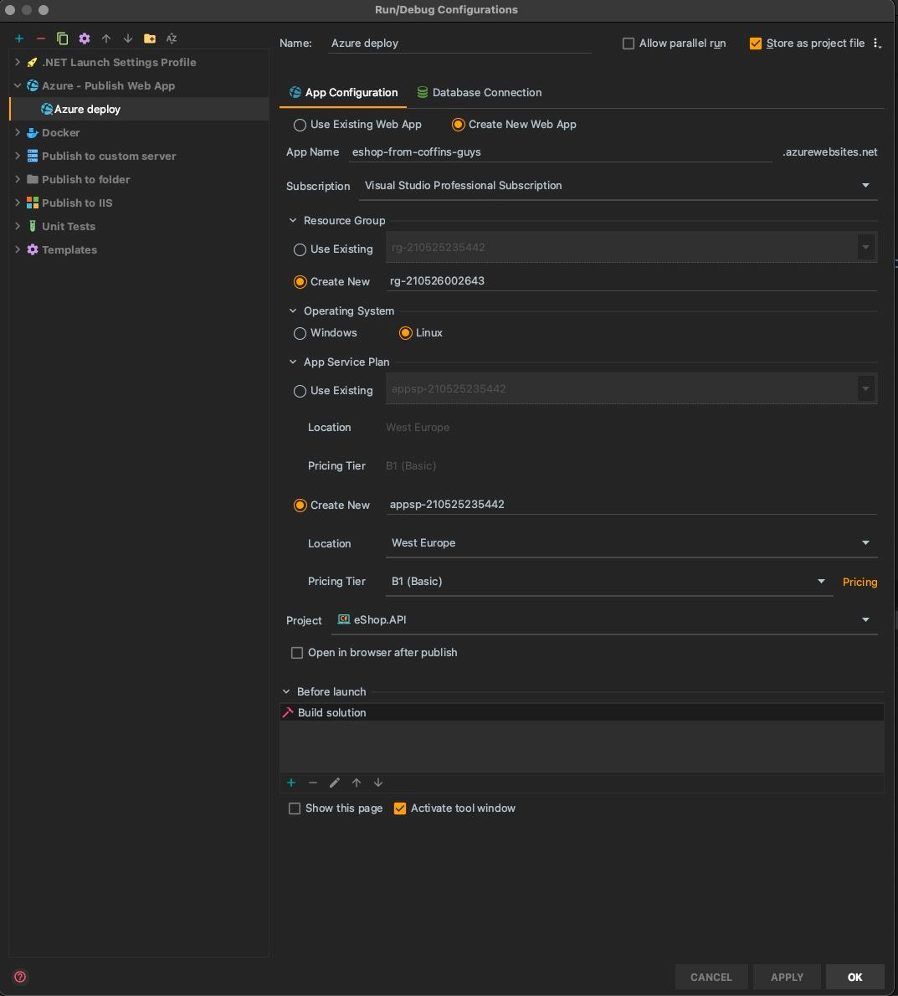 Run/Debug Configurations
Name: Azure deploy Allow parallel run Store as project file
.NET Launch Settings Profile
Azure - Publish Web App
Azure deploy
Docker
Publish to custom server
Publish to folder
Publish to IIS
Unit Tests
Templates
App Configuration Database Connection
Use Existing Web App Create New Web App
App Name eshop-from-coffins-guys .azurewebsites.net
Subscription Visual Studio Professional Subscription
Resource Group
Use Existing rg-210525235442
Create New rg-210526002643
Operating System
Windows Linux
App Service Plan
Use Existing appsp-210525235442
Location West Europe
Pricing Tier B1 (Basic)
Create New appsp-210525235442
Location West Europe
Pricing Tier B1 (Basic) Pricing
Project C# eShop.API
Open in browser after publish
Before launch
Build solution
Show this page Activate tool window
? CANCEL APPLY OK